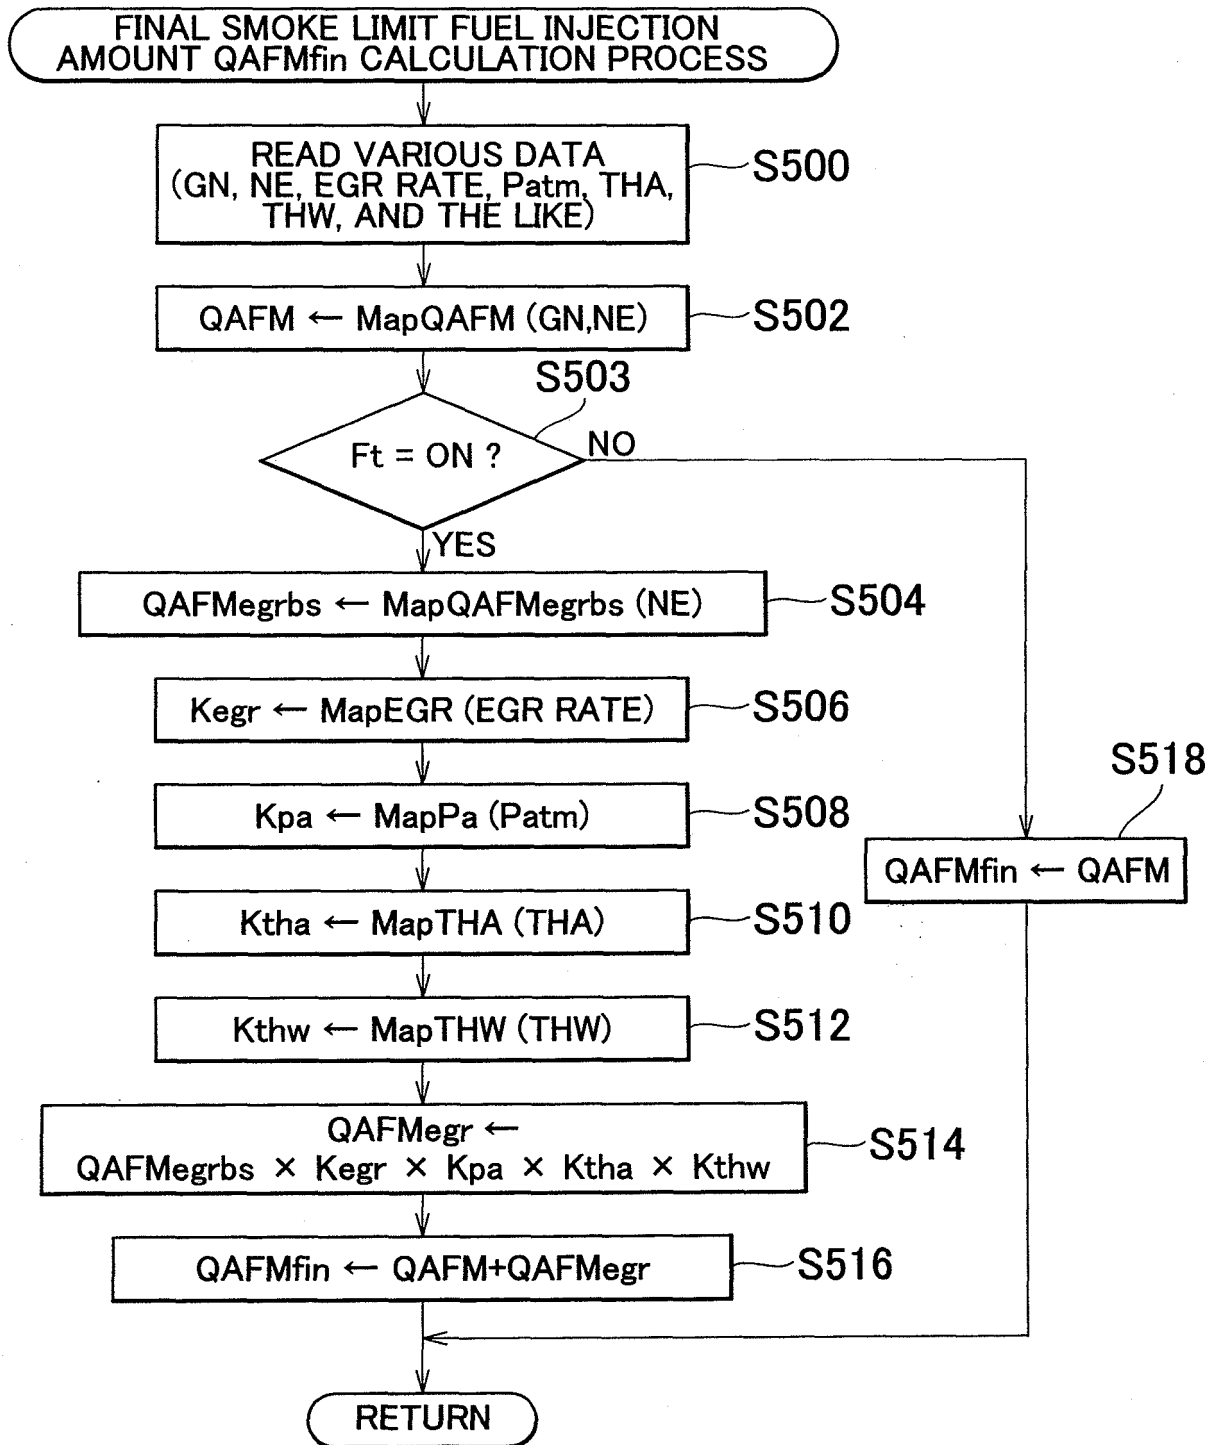 FINAL SMOKE LIMIT FUEL INJECTION
AMOUNT QAFMfin CALCULATION PROCESS
READ VARIOUS DATA
(GN, NE, EGR RATE, Patm, THA,
THW, AND THE LIKE)
S500
QAFM ← MapQAFM (GN,NE)
S502
S503
Ft = ON ?
NO
YES
QAFMegrbs ← MapQAFMegrbs (NE)
S504
Kegr ← MapEGR (EGR RATE)
S506
Kpa ← MapPa (Patm)
S508
S518
QAFMfin ← QAFM
Ktha ← MapTHA (THA)
S510
Kthw ← MapTHW (THW)
S512
QAFMegr ←
QAFMegrbs × Kegr × Kpa × Ktha × Kthw
S514
QAFMfin ← QAFM+QAFMegr
S516
RETURN